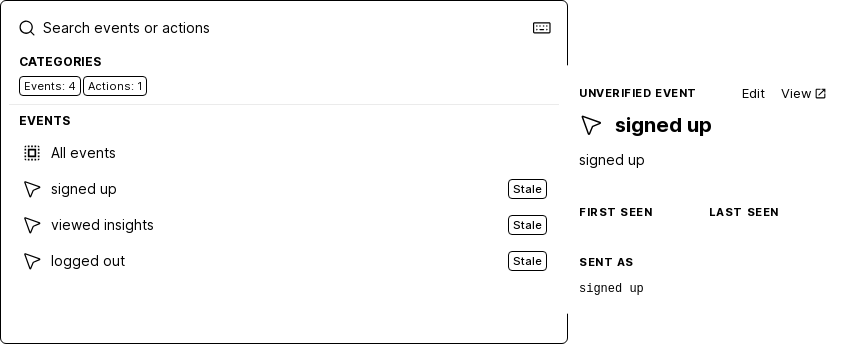 Search events or actions
CATEGORIES
Events: 4 Actions: 1
EVENTS
All events
signed up Stale
viewed insights Stale
logged out Stale
UNVERIFIED EVENT Edit View
signed up
signed up
FIRST SEEN LAST SEEN
SENT AS
signed up